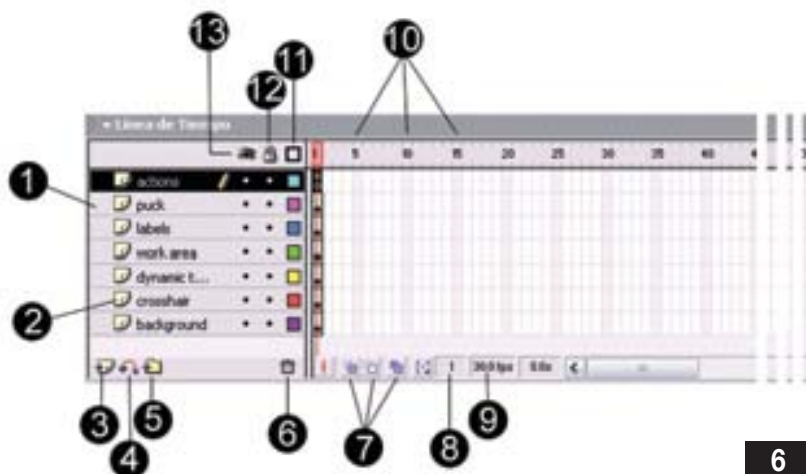 13
10
11
12
Línea de Tiempo
1 5 10 15 20 25 30 35 40
1
actions
puck
labels
work area
dynamic t...
2
crosshair
background
1 30.0 fps 0.0s
3
4
5
6
7
8
9
6